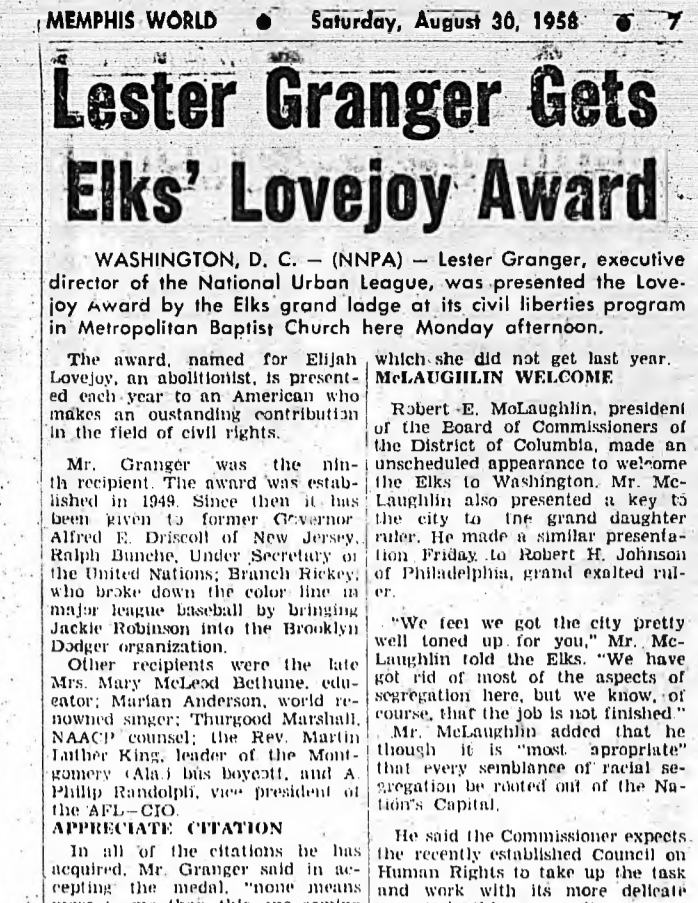 MEMPHIS WORLD ● Saturday, August 30, 1958 ● 7
Lester Granger Gets
Elks' Lovejoy Award
WASHINGTON, D. C. — (NNPA) — Lester Granger, executive
director of the National Urban League, was presented the Love-
joy Award by the Elks grand lodge at its civil liberties program
in Metropolitan Baptist Church here Monday afternoon.
The award, named for Elijah
Lovejoy, an abolitionist, is present-
ed each year to an American who
makes an oustanding contribution
in the field of civil rights.
Mr. Granger was the nin-
th recipient. The award was estab-
lished in 1949. Since then it has
been given to former Governor
Alfred E. Driscoll of New Jersey,
Ralph Bunche, Under Secretary of
the United Nations; Branch Rickey,
who broke down the color line in
major league baseball by bringing
Jackie Robinson into the Brooklyn
Dodger organization.
Other recipients were the late
Mrs. Mary McLeod Bethune, edu-
cator; Marian Anderson, world re-
nowned singer; Thurgood Marshall,
NAACP counsel; the Rev. Martin
Luther King, leader of the Mont-
gomery (Ala.) bus boycott, and A.
Philip Randolph, vice president of
the AFL—CIO.
APPRECIATE CITATION
In all of the citations he has
acquired, Mr. Granger said in ac-
cepting the medal, "none means
which she did not get last year.
McLAUGHLIN WELCOME
Robert E. McLaughlin, president
of the Board of Commissioners of
the District of Columbia, made an
unscheduled appearance to welcome
the Elks to Washington. Mr. Mc-
Laughlin also presented a key to
the city to the grand daughter
ruler. He made a similar presenta-
tion Friday to Robert H. Johnson
of Philadelphia, grand exalted rul-
er.
"We feel we got the city pretty
well toned up for you," Mr. Mc-
Laughlin told the Elks. "We have
got rid of most of the aspects of
segregation here, but we know, of
course, that the job is not finished."
Mr. McLaughlin added that he
though it is "most apropriate"
that every semblance of racial se-
gregation be rooted out of the Na-
tion's Capital.
He said the Commissioner expects
the recently established Council on
Human Rights to take up the task
and work with its more delicate